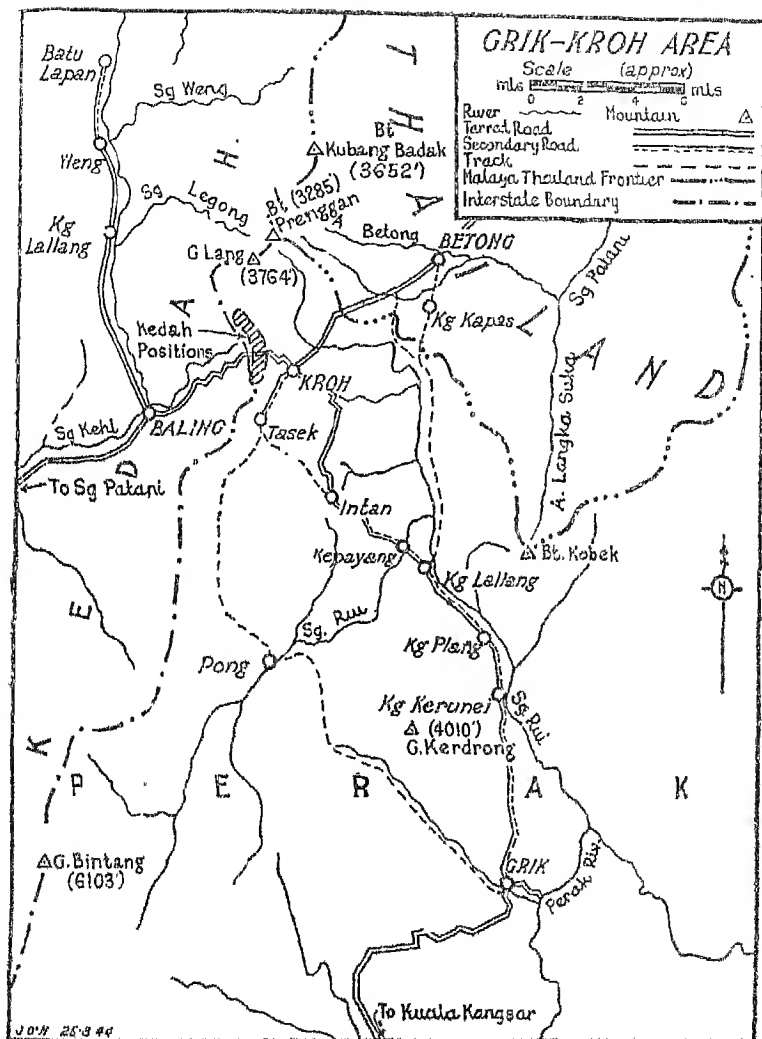 GRIK-KROH AREA
Scale (approx)
mls 0 2 4 6 mls
River Mountain
Tarred Road
Secondary Road
Track
Malaya Thailand Frontier
Interstate Boundary
Batu
Lapan
Sg Weng
Weng
Bt
Kubang Badak
(3652')
Sg Legong
Bt (3285')
Prenggan
Kg
Lallang
G Lang
(3764')
A. Betong
BETONG
Sg Patani
Kg Kapas
Kedah
Positions
KROH
A. Langka Suka
Sg Kehl
BALING
Tasek
To Sg Patani
Intan
Kepayang
Kg Lallang
Bt. Kobek
N
Sg. Rui
Kg Plang
Pong
Kg Kerunei
(4010')
G. Kerdrong
Sg Rui
G. Bintang
(6103')
GRIK
Perak Riv.
To Kuala Kangsar
THAILAND
KEDAH
PERAK